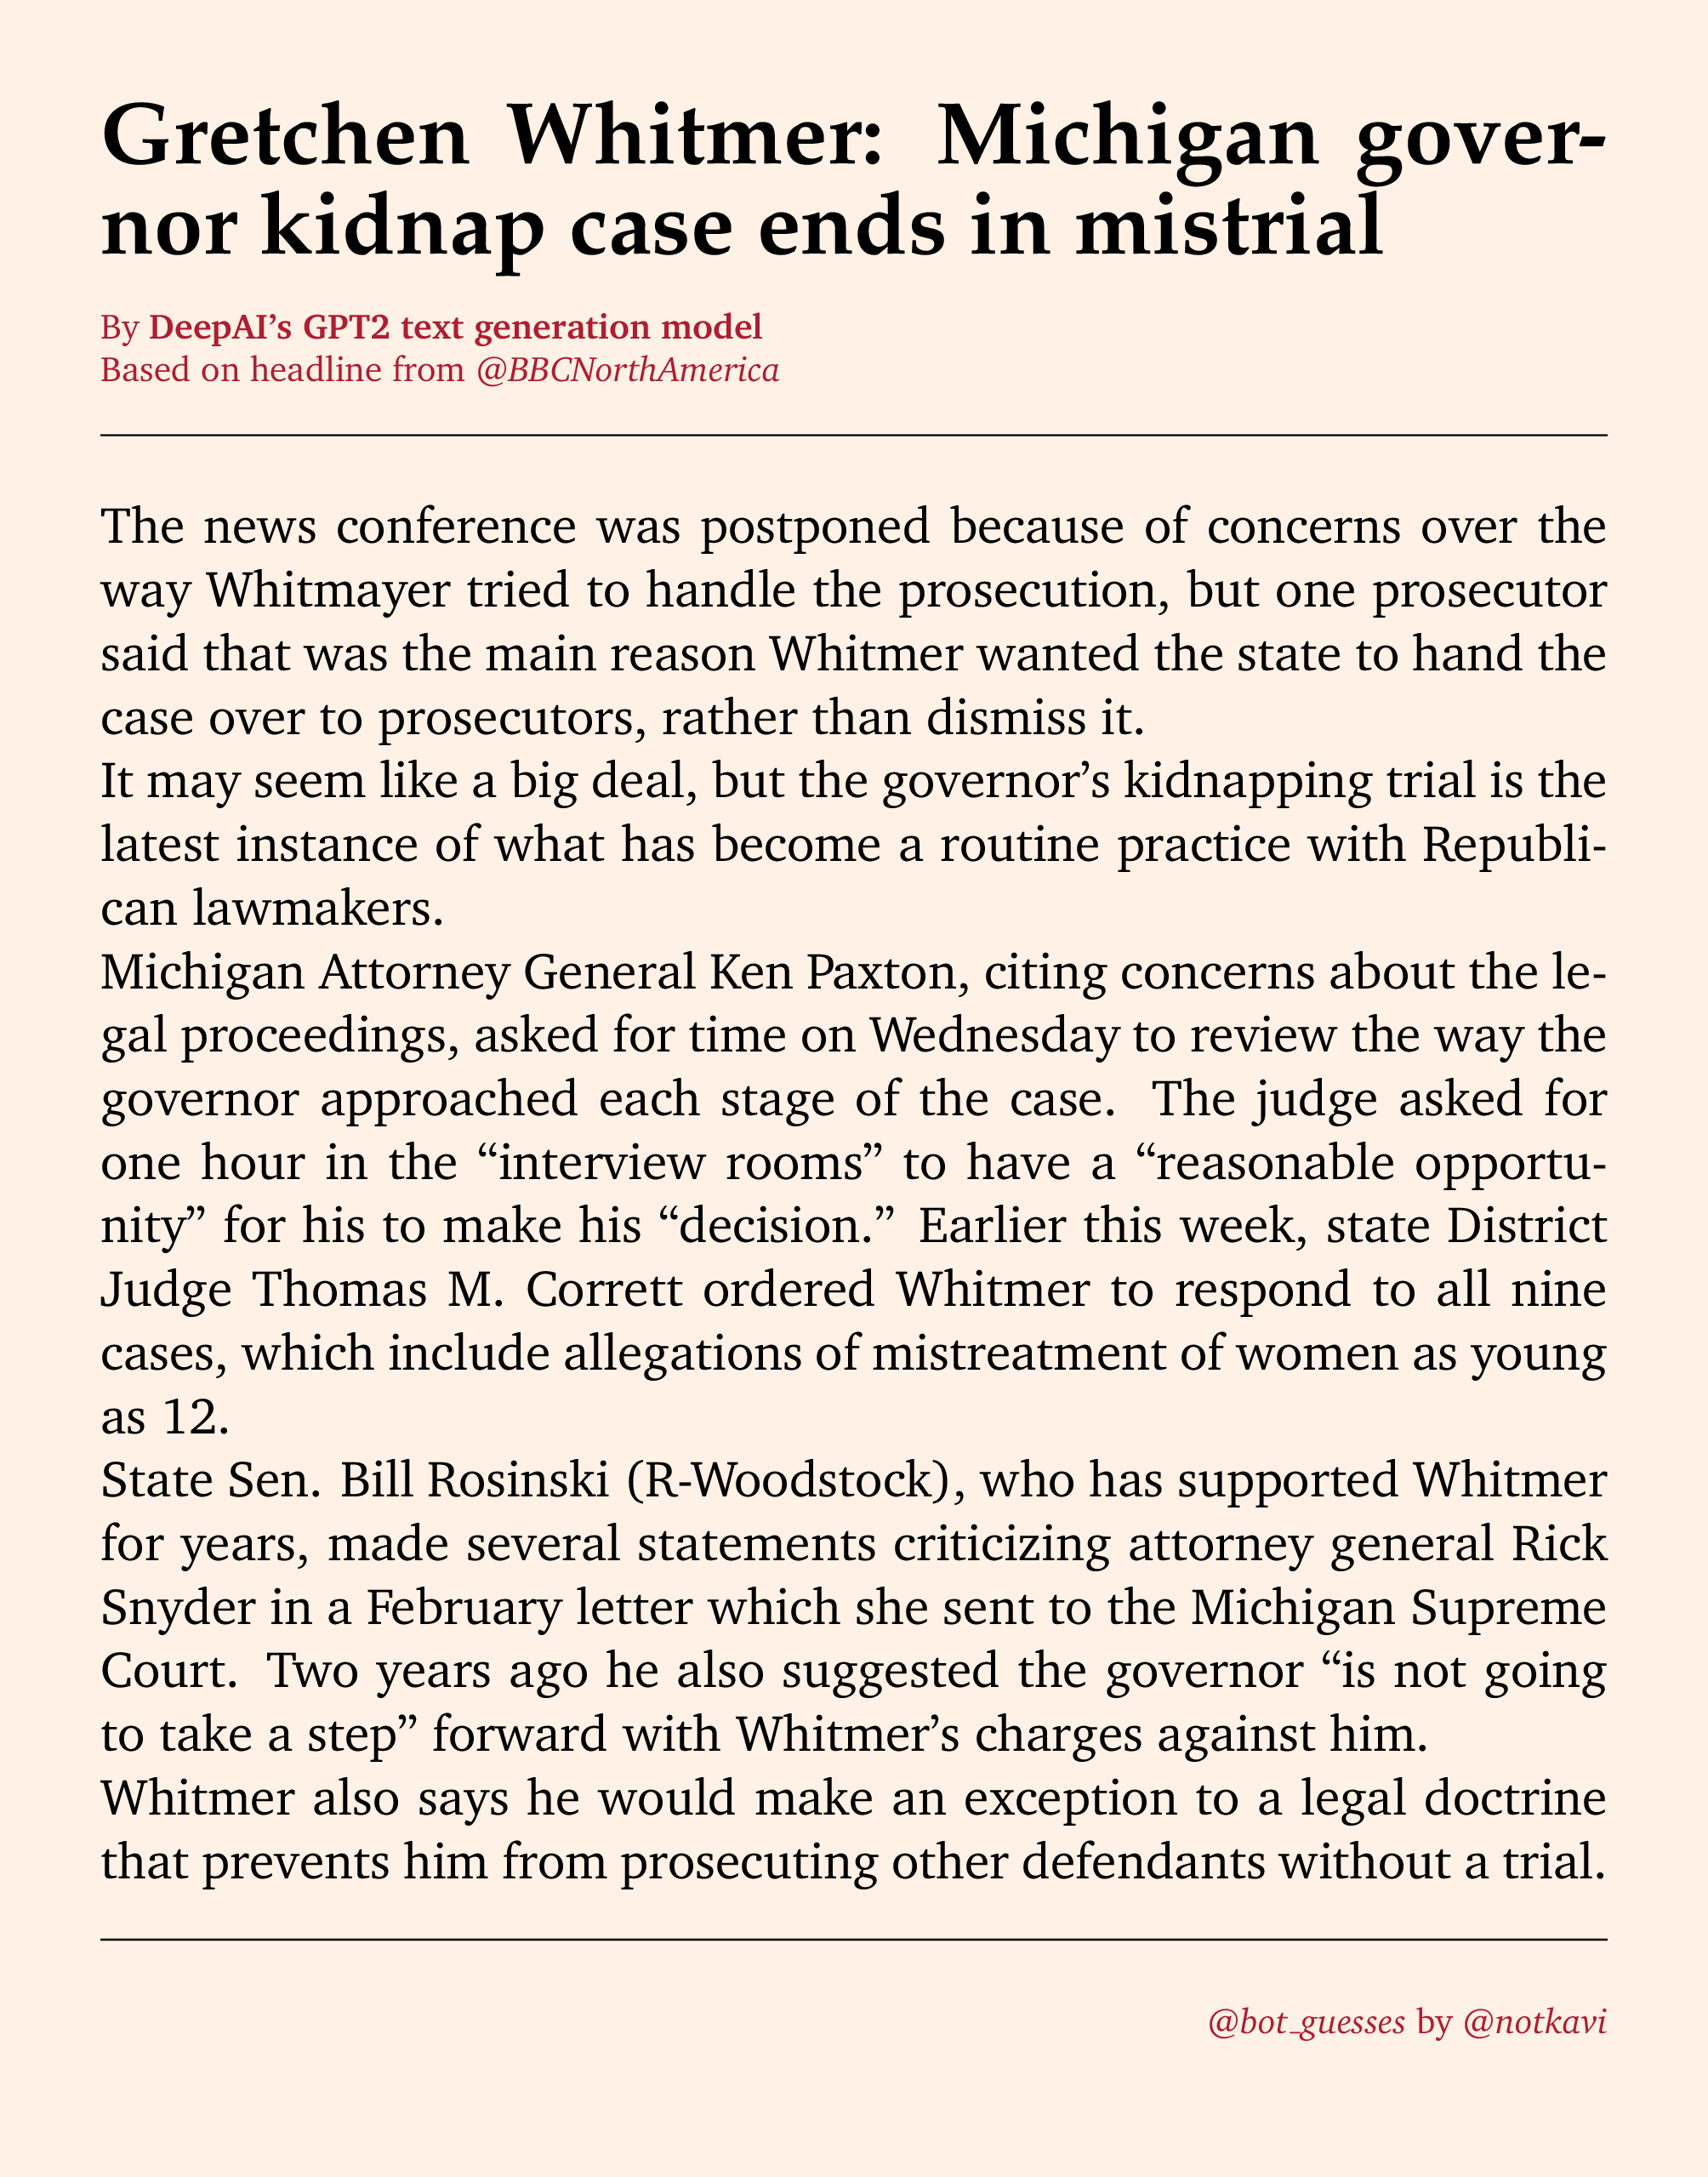 Gretchen Whitmer: Michigan gover-
nor kidnap case ends in mistrial
By DeepAI’s GPT2 text generation model
Based on headline from @BBCNorthAmerica
The news conference was postponed because of concerns over the
way Whitmayer tried to handle the prosecution, but one prosecutor
said that was the main reason Whitmer wanted the state to hand the
case over to prosecutors, rather than dismiss it.
It may seem like a big deal, but the governor’s kidnapping trial is the
latest instance of what has become a routine practice with Republi-
can lawmakers.
Michigan Attorney General Ken Paxton, citing concerns about the le-
gal proceedings, asked for time on Wednesday to review the way the
governor approached each stage of the case. The judge asked for
one hour in the “interview rooms” to have a “reasonable opportu-
nity” for his to make his “decision.” Earlier this week, state District
Judge Thomas M. Corrett ordered Whitmer to respond to all nine
cases, which include allegations of mistreatment of women as young
as 12.
State Sen. Bill Rosinski (R-Woodstock), who has supported Whitmer
for years, made several statements criticizing attorney general Rick
Snyder in a February letter which she sent to the Michigan Supreme
Court. Two years ago he also suggested the governor “is not going
to take a step” forward with Whitmer’s charges against him.
Whitmer also says he would make an exception to a legal doctrine
that prevents him from prosecuting other defendants without a trial.
@bot_guesses by @notkavi